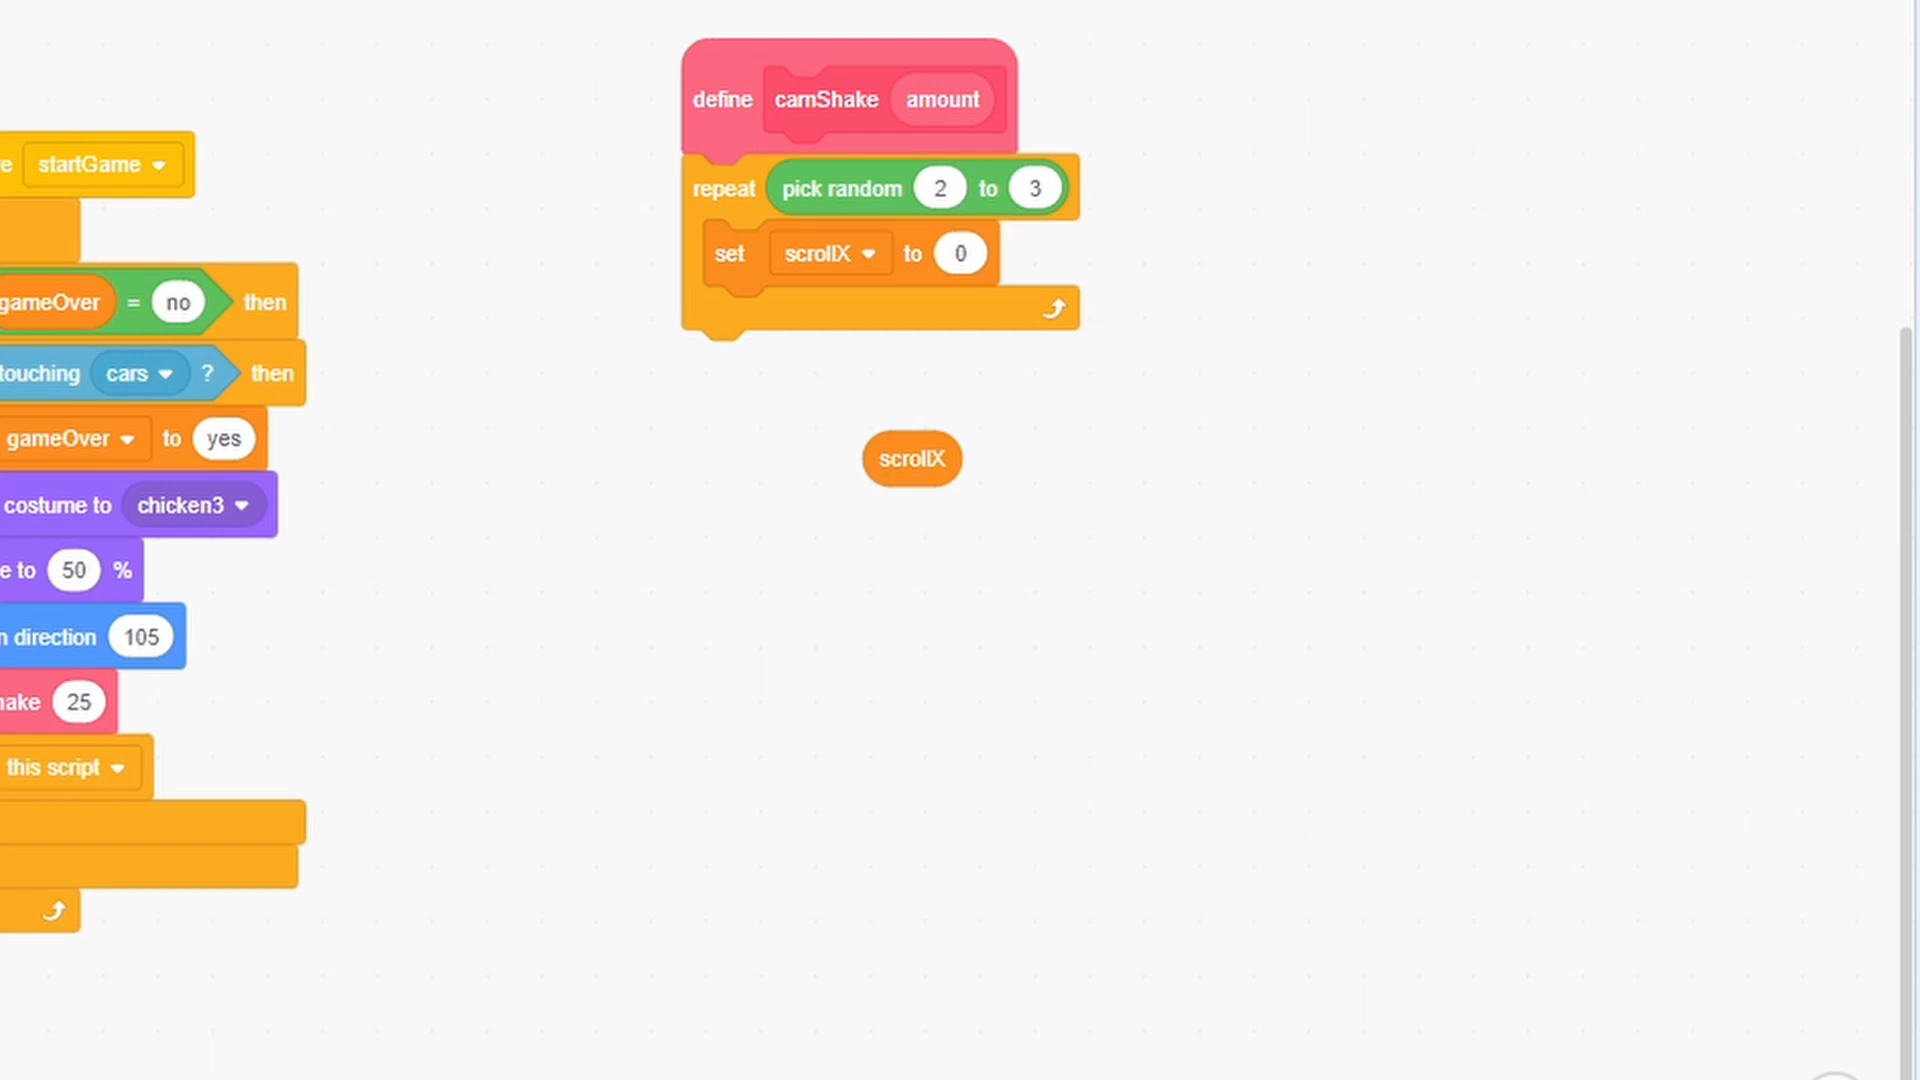 define camShake amount
repeat pick random 2 to 3
set scrollX to 0
scrollX
startGame
gameOver = no then
touching cars ? then
gameOver to yes
costume to chicken3
e to 50 %
direction 105
25
this script